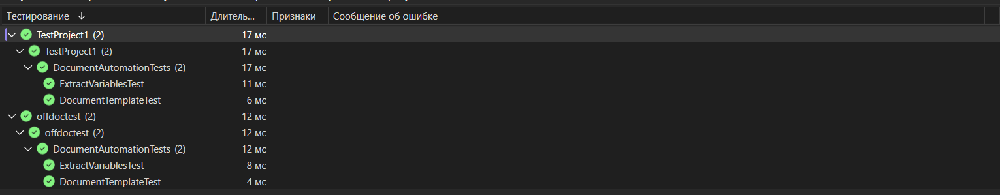 Тестирование Длитель... Признаки Сообщение об ошибке
TestProject1 (2) 17 мс
TestProject1 (2) 17 мс
DocumentAutomationTests (2) 17 мс
ExtractVariablesTest 11 мс
DocumentTemplateTest 6 мс
offdoctest (2) 12 мс
offdoctest (2) 12 мс
DocumentAutomationTests (2) 12 мс
ExtractVariablesTest 8 мс
DocumentTemplateTest 4 мс